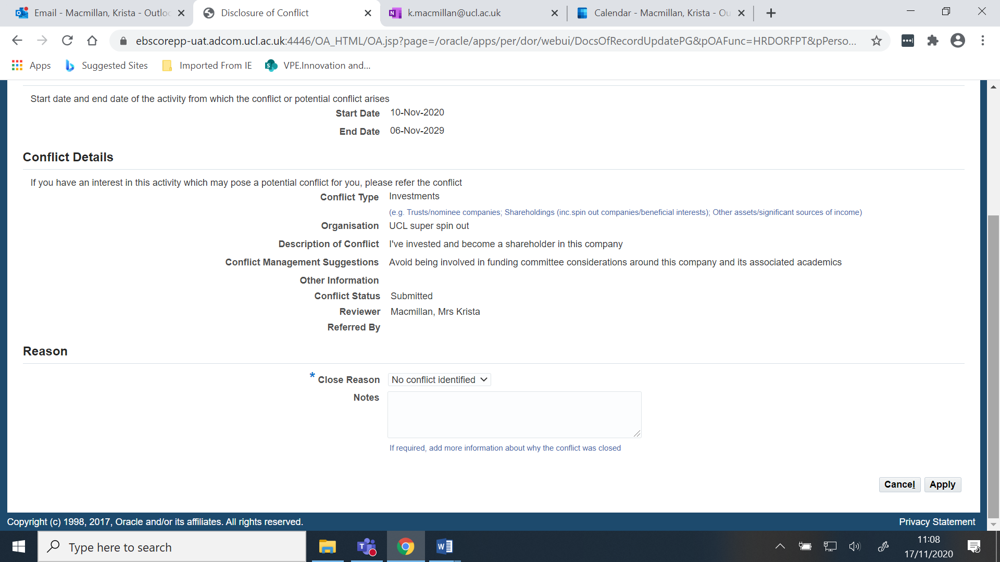 Email - Macmillan, Krista - Outloo
Disclosure of Conflict
k.macmillan@ucl.ac.uk
Calendar - Macmillan, Krista - Ou
ebscorepp-uat.adcom.ucl.ac.uk:4446/OA_HTML/OA.jsp?page=/oracle/apps/per/dor/webui/DocsOfRecordUpdatePG&pOAFunc=HRDORFPT&pPerso...
Apps
Suggested Sites
Imported From IE
VPE.Innovation and...
Start date and end date of the activity from which the conflict or potential conflict arises
Start Date 10-Nov-2020
End Date 06-Nov-2029
Conflict Details
If you have an interest in this activity which may pose a potential conflict for you, please refer the conflict
Conflict Type Investments
(e.g. Trusts/nominee companies; Shareholdings (inc.spin out companies/beneficial interests); Other assets/significant sources of income)
Organisation UCL super spin out
Description of Conflict I've invested and become a shareholder in this company
Conflict Management Suggestions Avoid being involved in funding committee considerations around this company and its associated academics
Other Information
Conflict Status Submitted
Reviewer Macmillan, Mrs Krista
Referred By
Reason
* Close Reason No conflict identified
Notes
If required, add more information about why the conflict was closed
Cancel Apply
Copyright (c) 1998, 2017, Oracle and/or its affiliates. All rights reserved.
Privacy Statement
Type here to search
11:08
17/11/2020